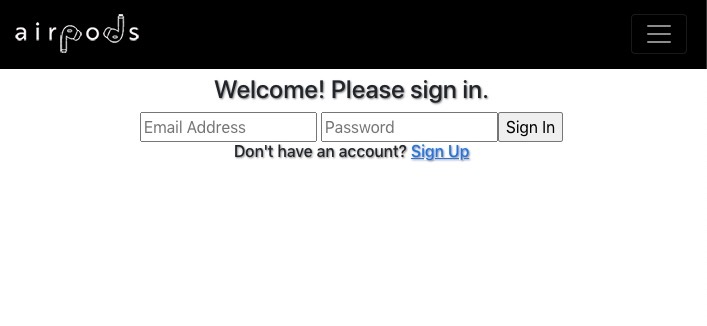 airpods
Welcome! Please sign in.
Email Address Password Sign In
Don't have an account? Sign Up